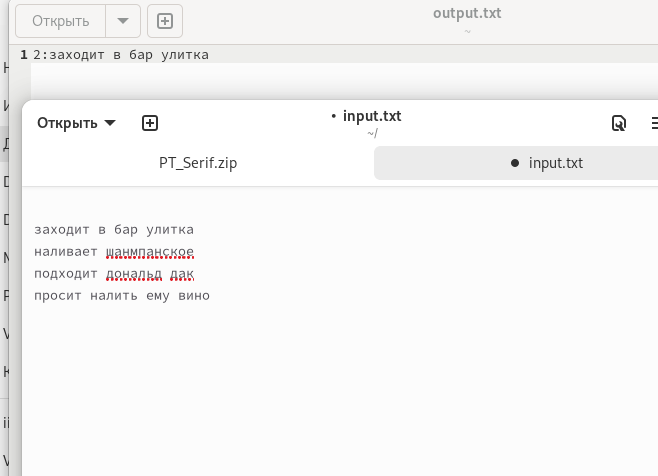 Открыть
output.txt
~
1 2:заходит в бар улитка
Открыть
• input.txt
~/
PT_Serif.zip
● input.txt
заходит в бар улитка
наливает шанмпанское
подходит дональд дак
просит налить ему вино